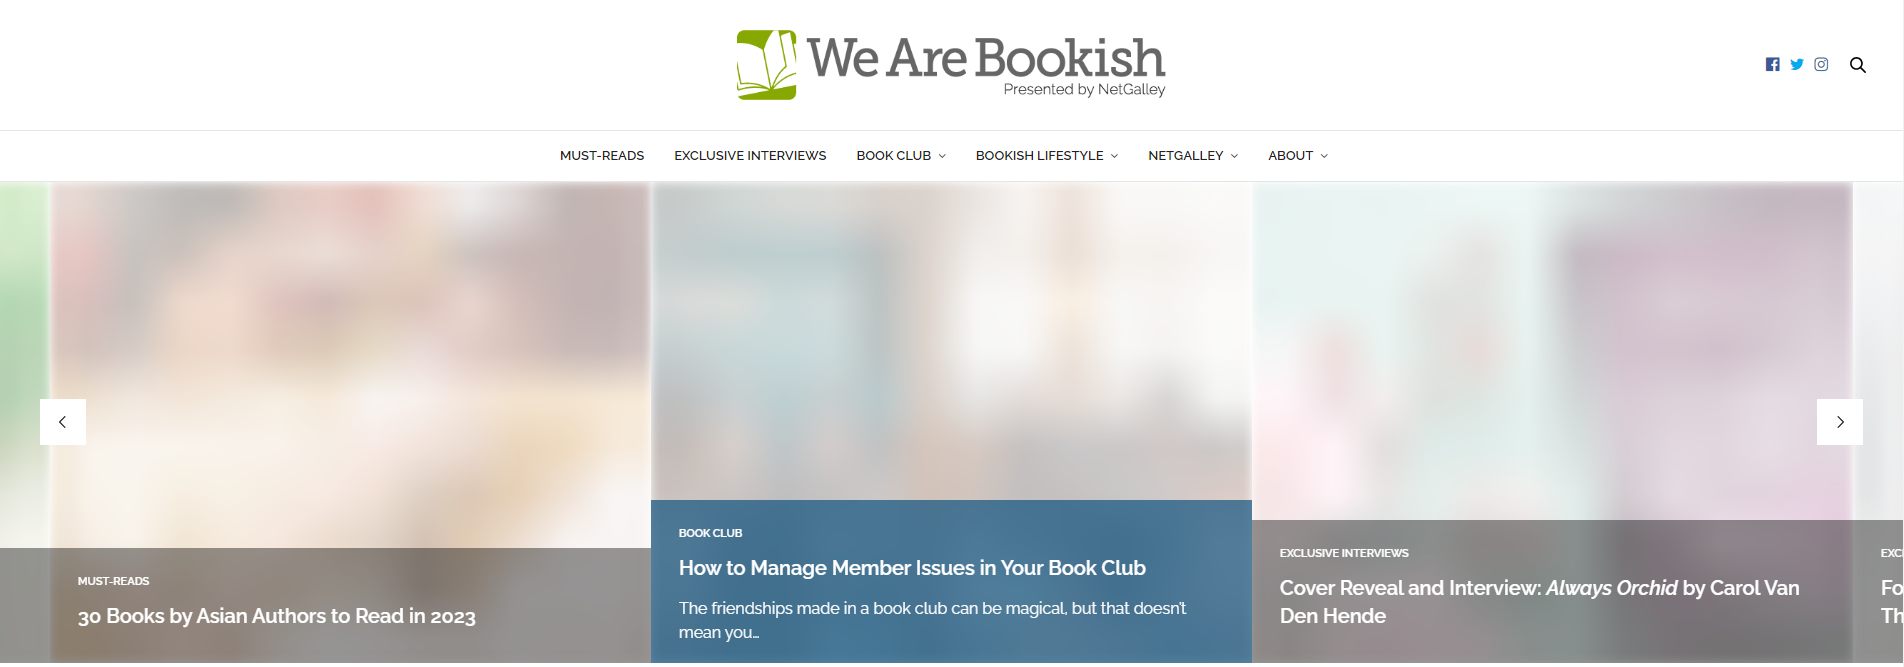 We Are Bookish
Presented by NetGalley
MUST-READS EXCLUSIVE INTERVIEWS BOOK CLUB BOOKISH LIFESTYLE NETGALLEY ABOUT
MUST-READS
30 Books by Asian Authors to Read in 2023
BOOK CLUB
How to Manage Member Issues in Your Book Club
The friendships made in a book club can be magical, but that doesn't
mean you...
EXCLUSIVE INTERVIEWS
Cover Reveal and Interview: Always Orchid by Carol Van
Den Hende
EXC
Fo
Th